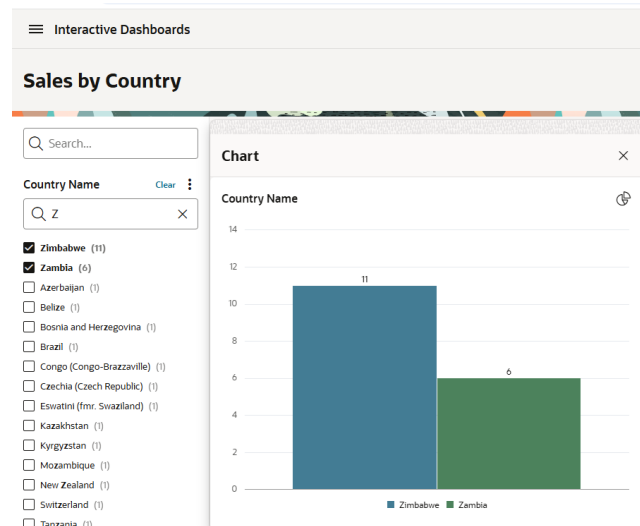 Interactive Dashboards
Sales by Country
Search...
Country Name Clear
Z
Zimbabwe (11)
Zambia (6)
Azerbaijan (1)
Belize (1)
Bosnia and Herzegovina (1)
Brazil (1)
Congo (Congo-Brazzaville) (1)
Czechia (Czech Republic) (1)
Eswatini (fmr. Swaziland) (1)
Kazakhstan (1)
Kyrgyzstan (1)
Mozambique (1)
New Zealand (1)
Switzerland (1)
Tanzania (1)
Chart
Country Name
14
12
10
8
6
4
2
0
11
6
Zimbabwe Zambia